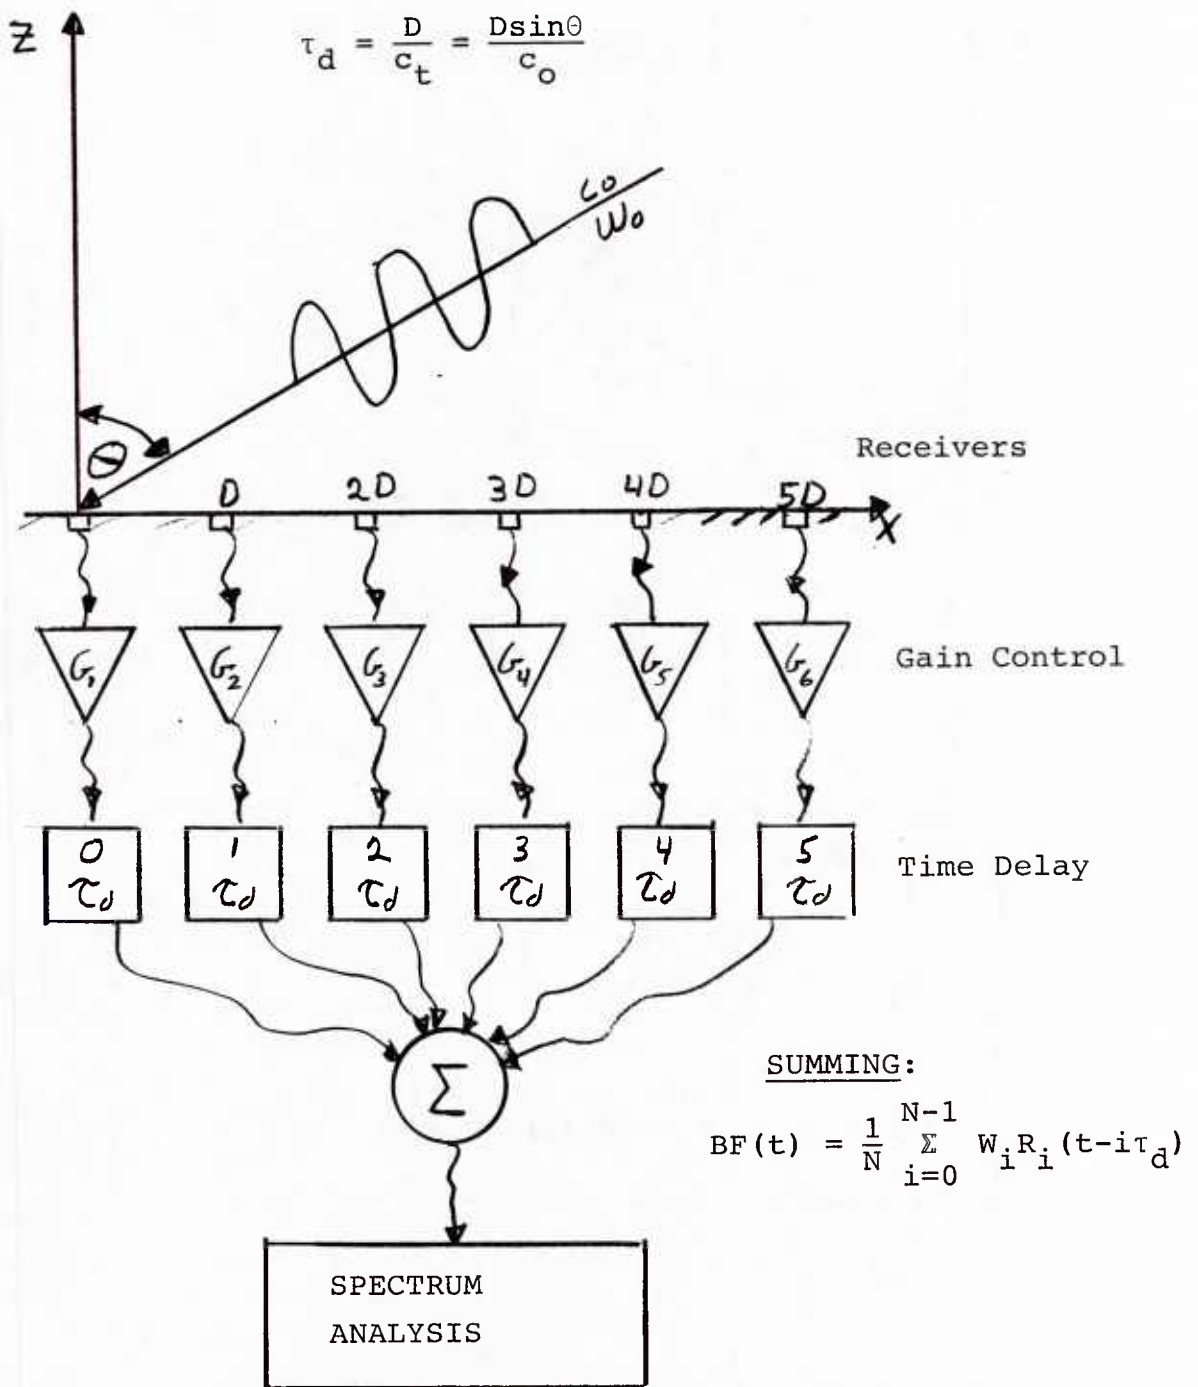 Z
τd = D/ct = Dsinθ/co
co
Wo
θ
Receivers
D 2D 3D 4D 5D
X
G1 G2 G3 G4 G5 G6
Gain Control
0 1 2 3 4 5
τd τd τd τd τd τd
Time Delay
Σ
SUMMING:
BF(t) = 1/N N-1 Σ i=0 WiRi(t-iτd)
SPECTRUM
ANALYSIS